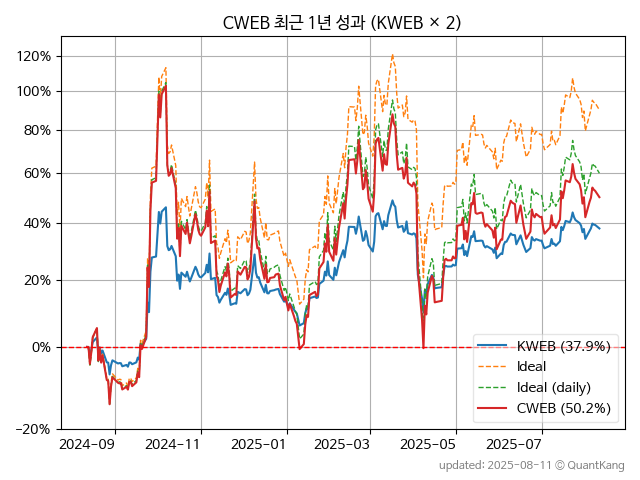 CWEB 최근 1년 성과 (KWEB × 2)
120%
100%
80%
60%
40%
20%
0%
−20%
KWEB (37.9%)
Ideal
Ideal (daily)
CWEB (50.2%)
2024−09
2024−11
2025−01
2025−03
2025−05
2025−07
updated: 2025−08−11 © QuantKang